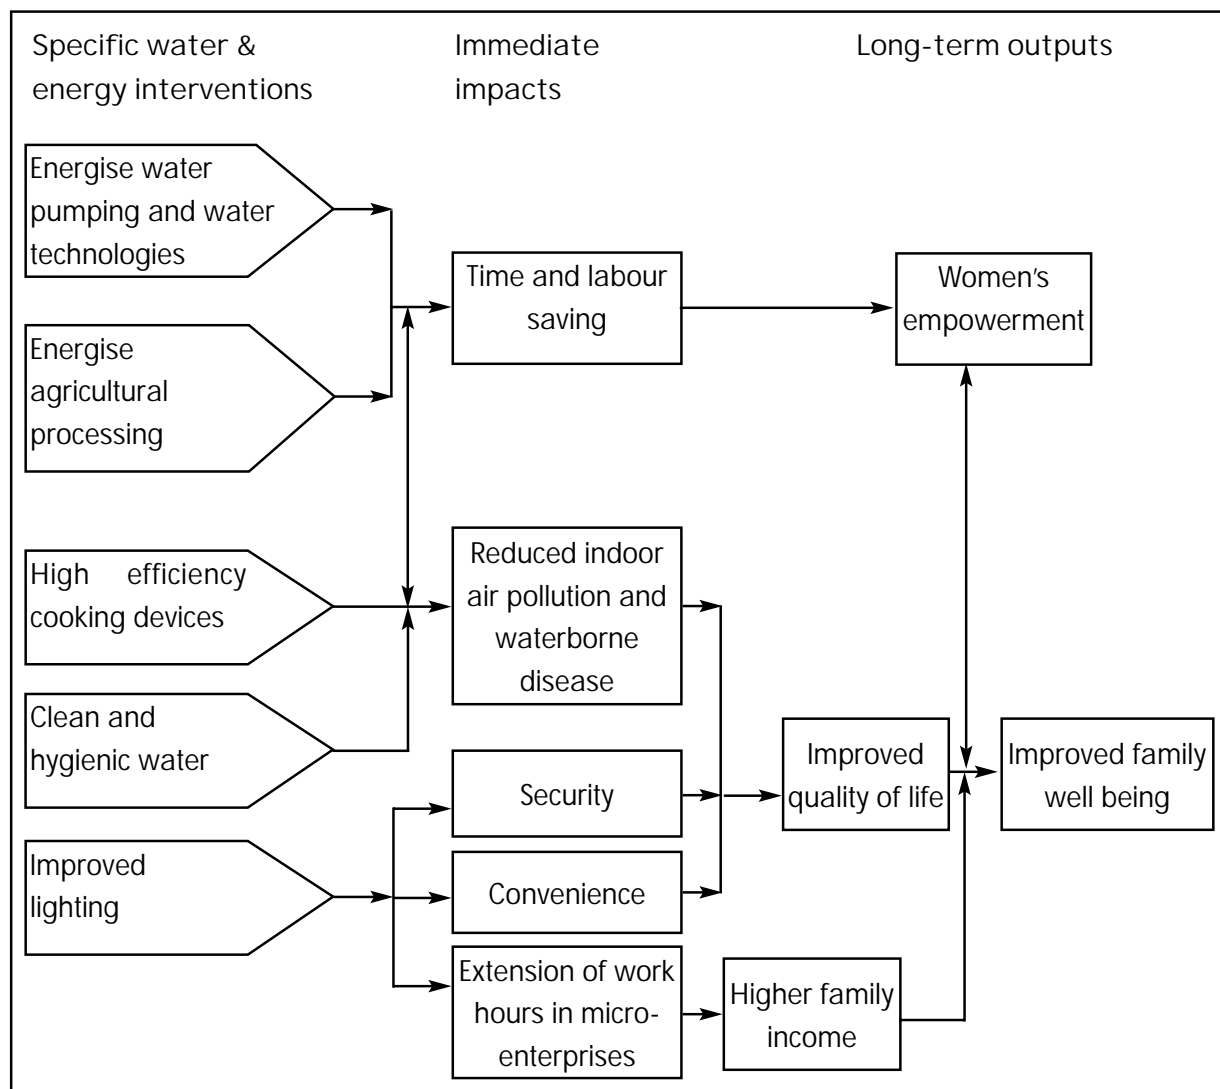 Specific water &
energy interventions
Immediate
impacts
Long-term outputs
Energise water
pumping and water
technologies
Energise
agricultural
processing
High efficiency
cooking devices
Clean and
hygienic water
Improved
lighting
Time and labour
saving
Reduced indoor
air pollution and
waterborne
disease
Security
Convenience
Extension of work
hours in micro-
enterprises
Higher family
income
Women's
empowerment
Improved
quality of life
Improved family
well being